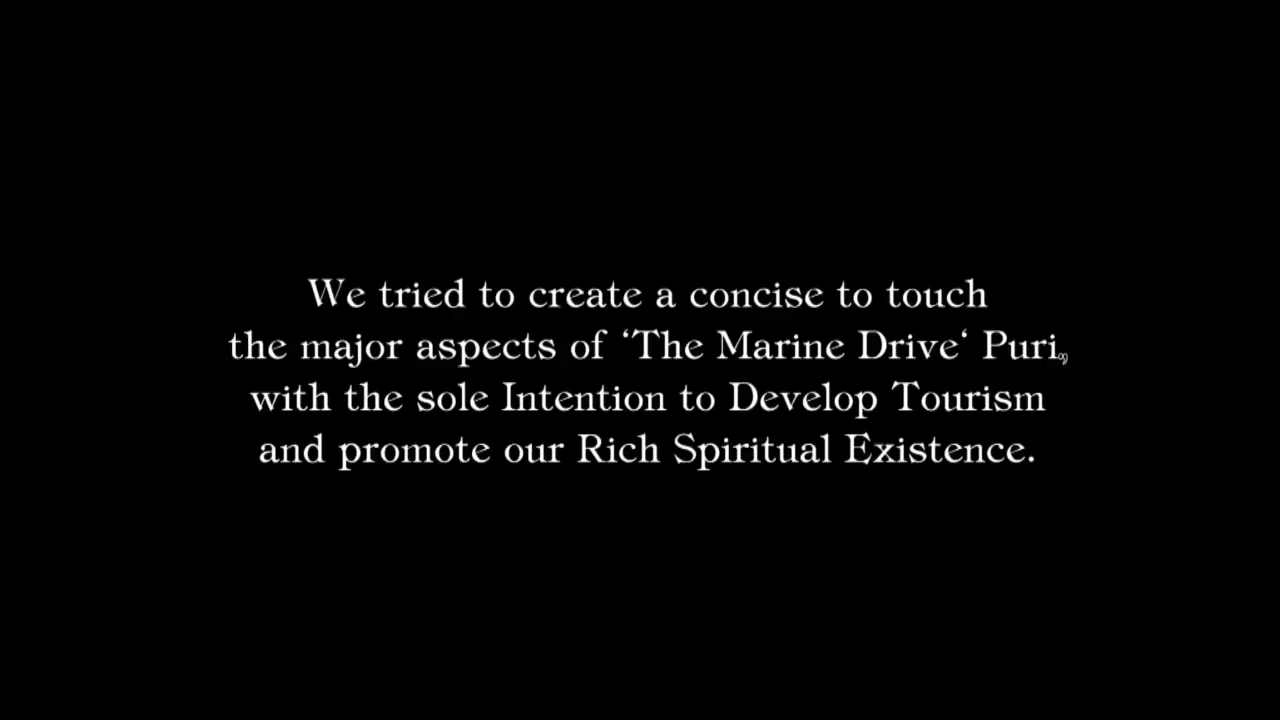 We tried to create a concise to touch
the major aspects of ‘The Marine Drive‘ Puri,
with the sole Intention to Develop Tourism
and promote our Rich Spiritual Existence.